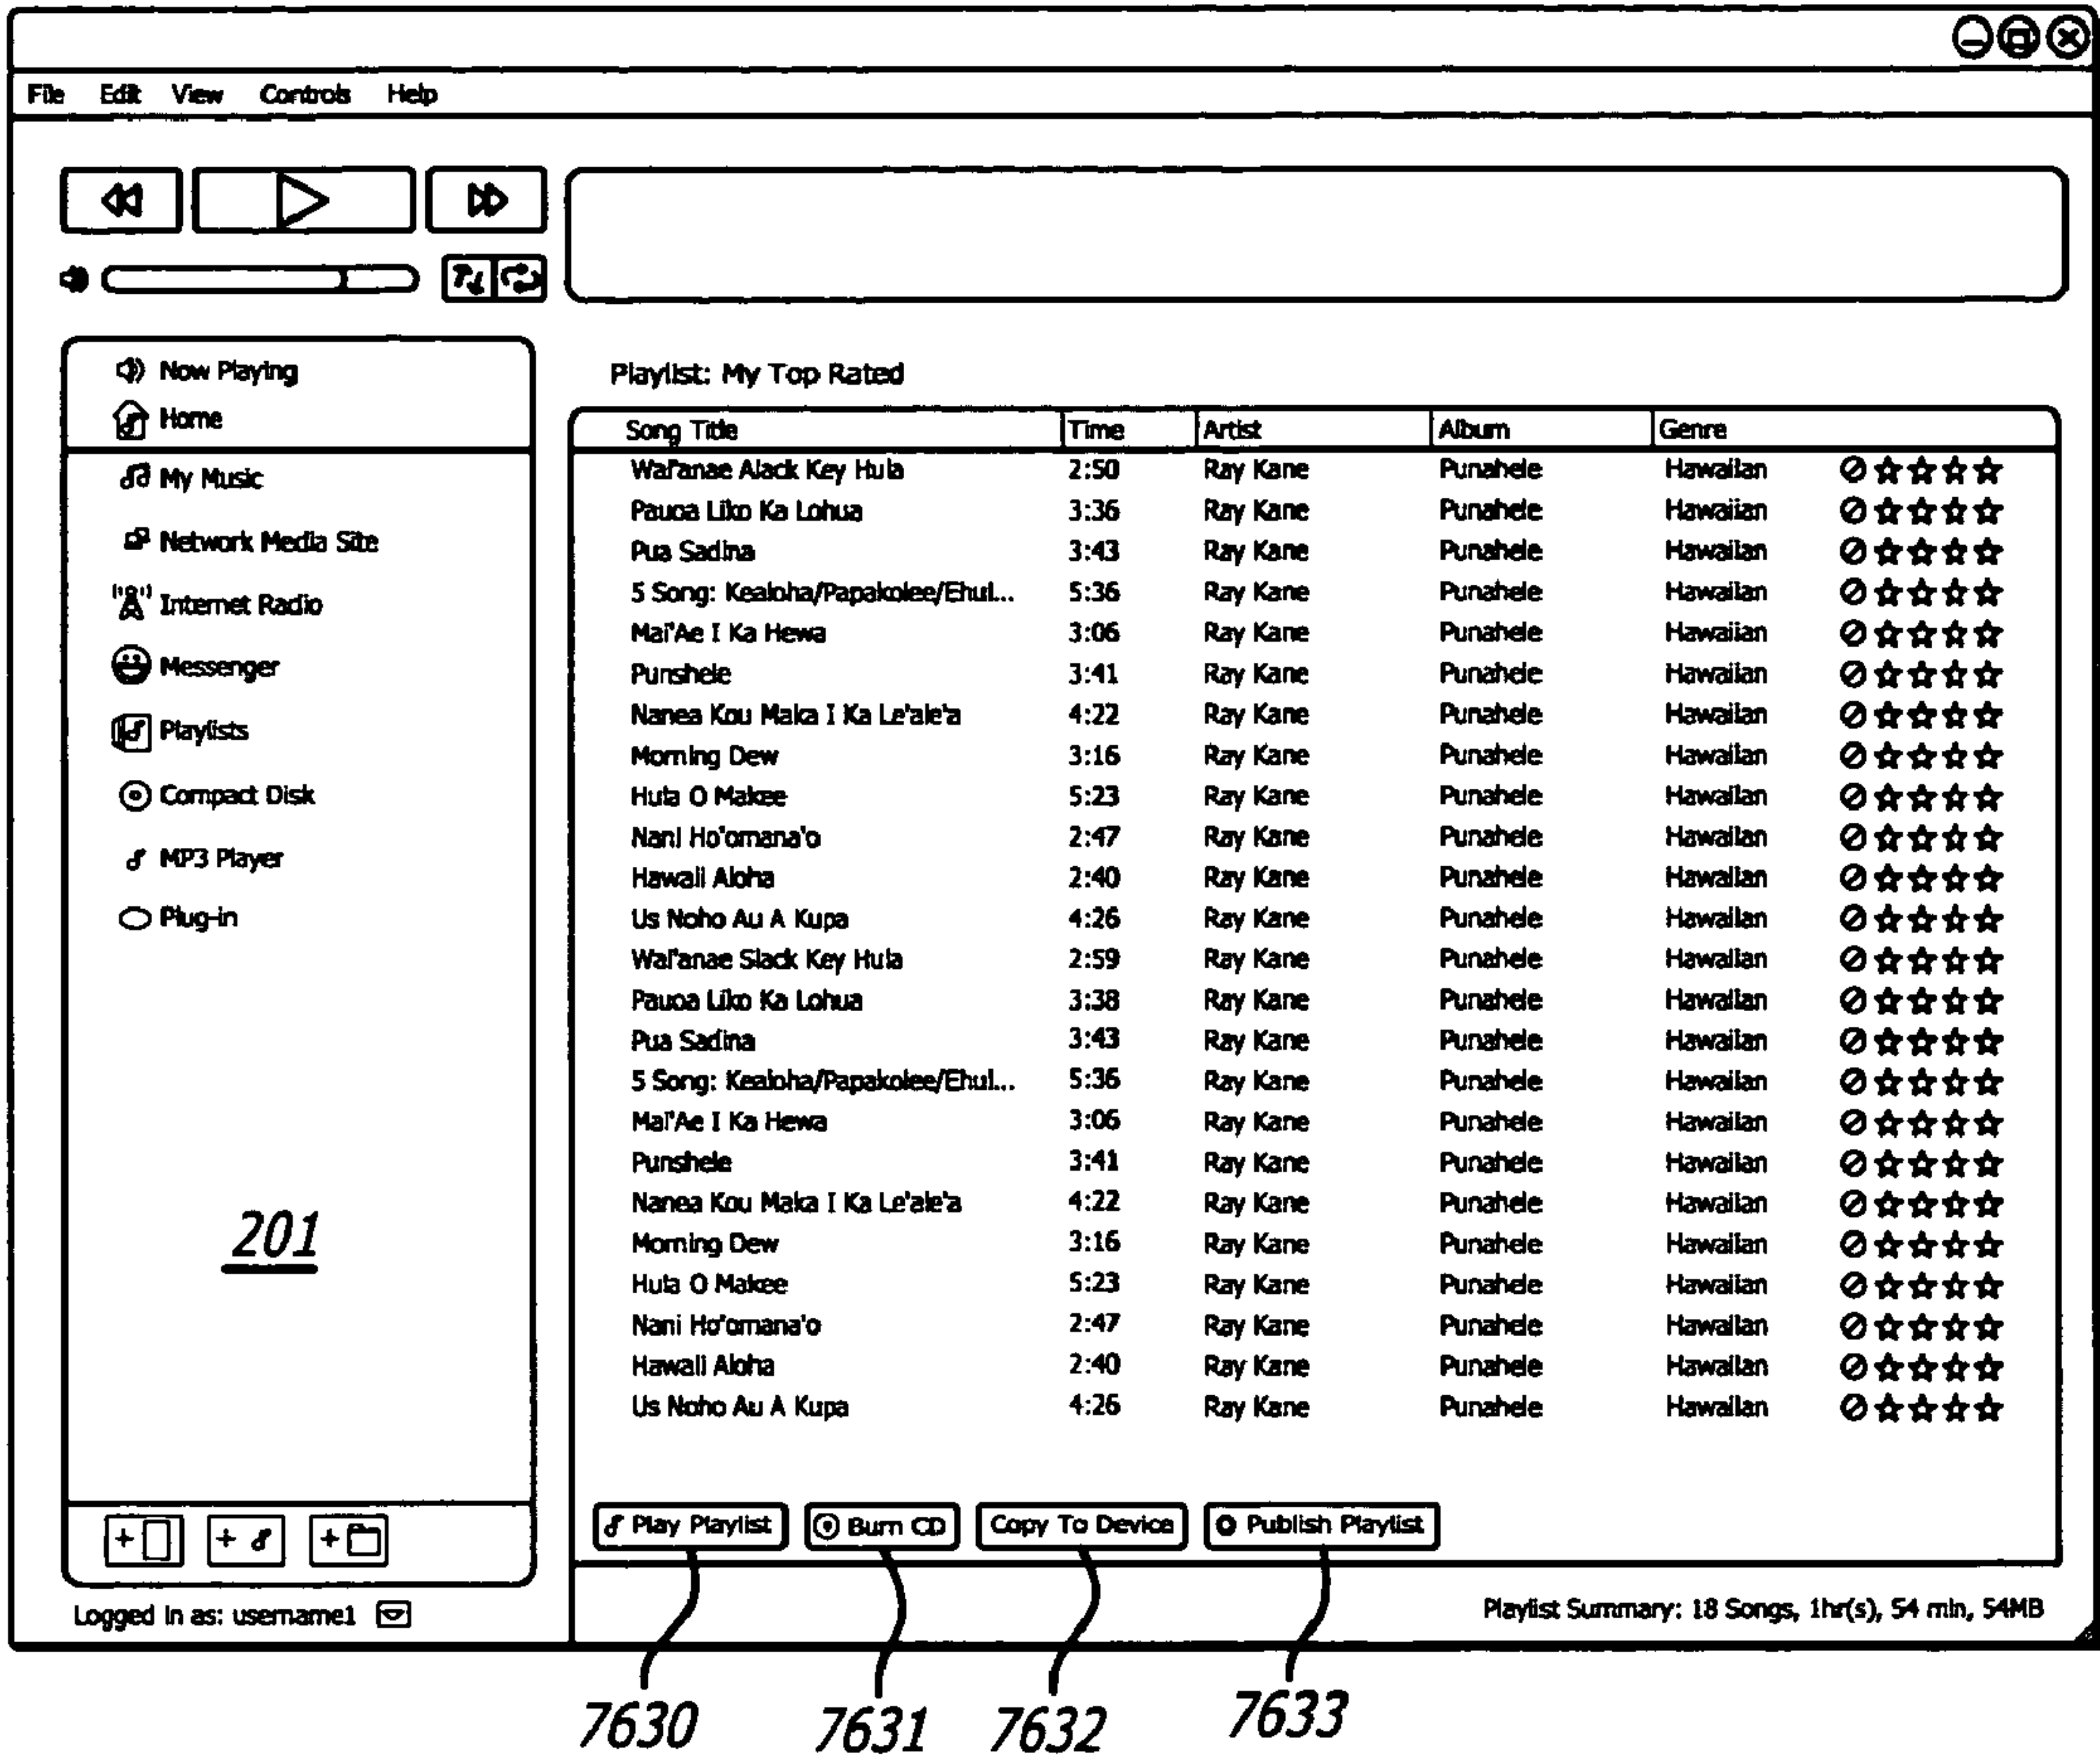 File Edit View Controls Help
Now Playing
Home
My Music
Network Media Site
Internet Radio
Messenger
Playlists
Compact Disk
MP3 Player
Plug-in
201
Logged in as: username1
Playlist: My Top Rated
Song Title Time Artist Album Genre
Wai'anae Alack Key Hula 2:50 Ray Kane Punahele Hawaiian
Pauoa Liko Ka Lohua 3:36 Ray Kane Punahele Hawaiian
Pua Sadina 3:43 Ray Kane Punahele Hawaiian
5 Song: Kealoha/Papakolee/Ehui... 5:36 Ray Kane Punahele Hawaiian
Mai'Ae I Ka Hewa 3:06 Ray Kane Punahele Hawaiian
Punshele 3:41 Ray Kane Punahele Hawaiian
Nanea Kou Maka I Ka Le'ale'a 4:22 Ray Kane Punahele Hawaiian
Morning Dew 3:16 Ray Kane Punahele Hawaiian
Hula O Makee 5:23 Ray Kane Punahele Hawaiian
Nani Ho'omana'o 2:47 Ray Kane Punahele Hawaiian
Hawaii Aloha 2:40 Ray Kane Punahele Hawaiian
Us Noho Au A Kupa 4:26 Ray Kane Punahele Hawaiian
Wai'anae Slack Key Hula 2:59 Ray Kane Punahele Hawaiian
Pauoa Liko Ka Lohua 3:38 Ray Kane Punahele Hawaiian
Pua Sadina 3:43 Ray Kane Punahele Hawaiian
5 Song: Kealoha/Papakolee/Ehui... 5:36 Ray Kane Punahele Hawaiian
Mai'Ae I Ka Hewa 3:06 Ray Kane Punahele Hawaiian
Punshele 3:41 Ray Kane Punahele Hawaiian
Nanea Kou Maka I Ka Le'ale'a 4:22 Ray Kane Punahele Hawaiian
Morning Dew 3:16 Ray Kane Punahele Hawaiian
Hula O Makee 5:23 Ray Kane Punahele Hawaiian
Nani Ho'omana'o 2:47 Ray Kane Punahele Hawaiian
Hawaii Aloha 2:40 Ray Kane Punahele Hawaiian
Us Noho Au A Kupa 4:26 Ray Kane Punahele Hawaiian
Play Playlist Burn CD Copy To Device Publish Playlist
Playlist Summary: 18 Songs, 1hr(s), 54 min, 54MB
7630 7631 7632 7633